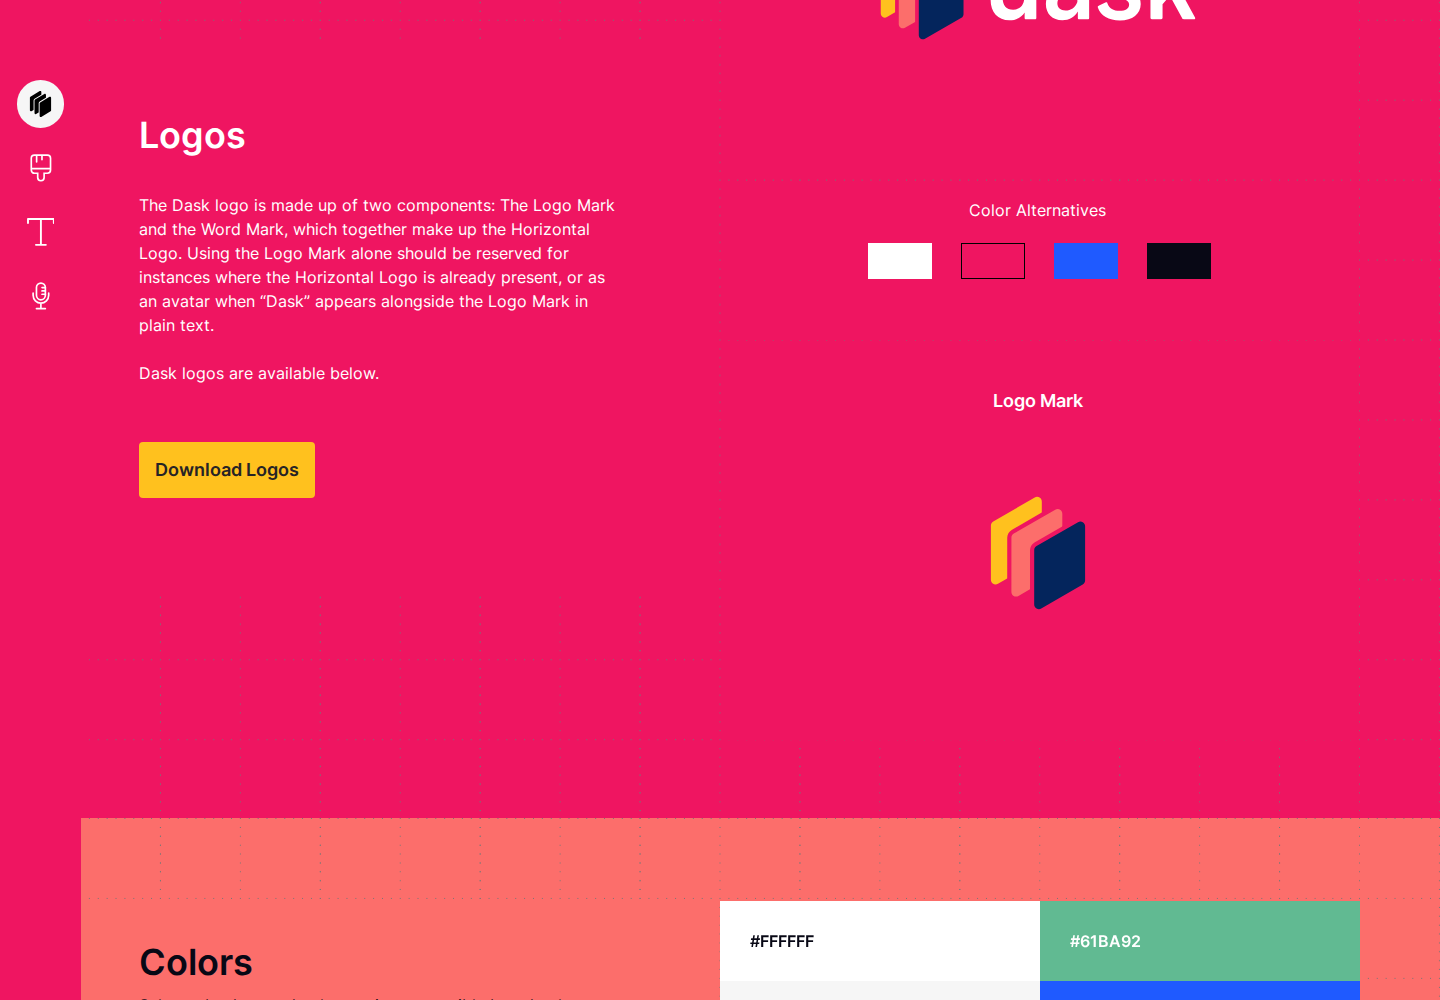 dask
Logos
The Dask logo is made up of two components: The Logo Mark
and the Word Mark, which together make up the Horizontal
Logo. Using the Logo Mark alone should be reserved for
instances where the Horizontal Logo is already present, or as
an avatar when “Dask” appears alongside the Logo Mark in
plain text.
Dask logos are available below.
Download Logos
Color Alternatives
Logo Mark
Colors
#FFFFFF
#61BA92